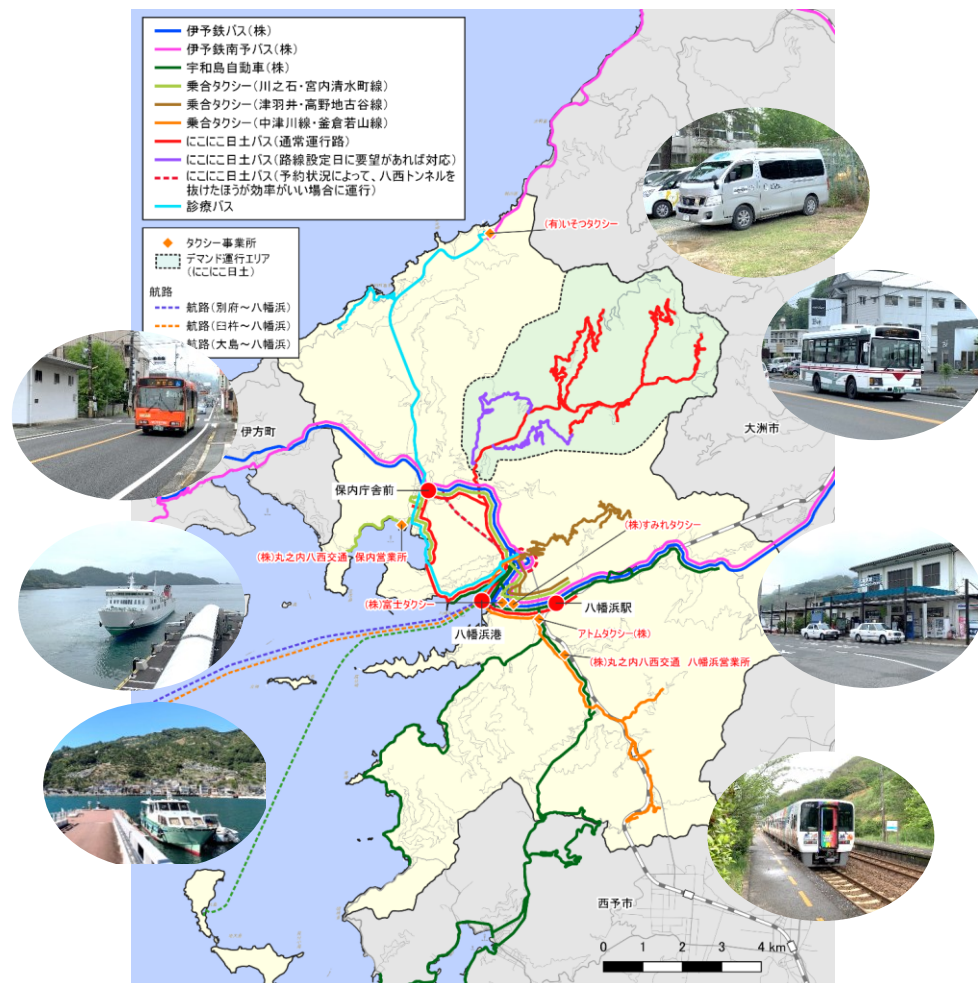 伊予鉄バス(株)
伊予鉄南予バス(株)
宇和島自動車(株)
乗合タクシー(川之石・宮内清水町線)
乗合タクシー(津羽井・高野地古谷線)
乗合タクシー(中津川線・釜倉若山線)
にこにこ日土バス(通常運行路)
にこにこ日土バス(路線設定日に要望があれば対応)
にこにこ日土バス(予約状況によって、八西トンネルを
抜けたほうが効率がいい場合に運行)
診療バス
タクシー事業所
デマンド運行エリア
(にこにこ日土)
航路
航路(別府~八幡浜)
航路(臼杵~八幡浜)
航路(大島~八幡浜)
(有)いそつタクシー
伊方町
大洲市
保内庁舎前
(株)すみれタクシー
(株)丸之内八西交通 保内営業所
(株)富士タクシー
八幡浜駅
八幡浜港
アトムタクシー(株)
(株)丸之内八西交通 八幡浜営業所
西予市
0 1 2 3 4 km